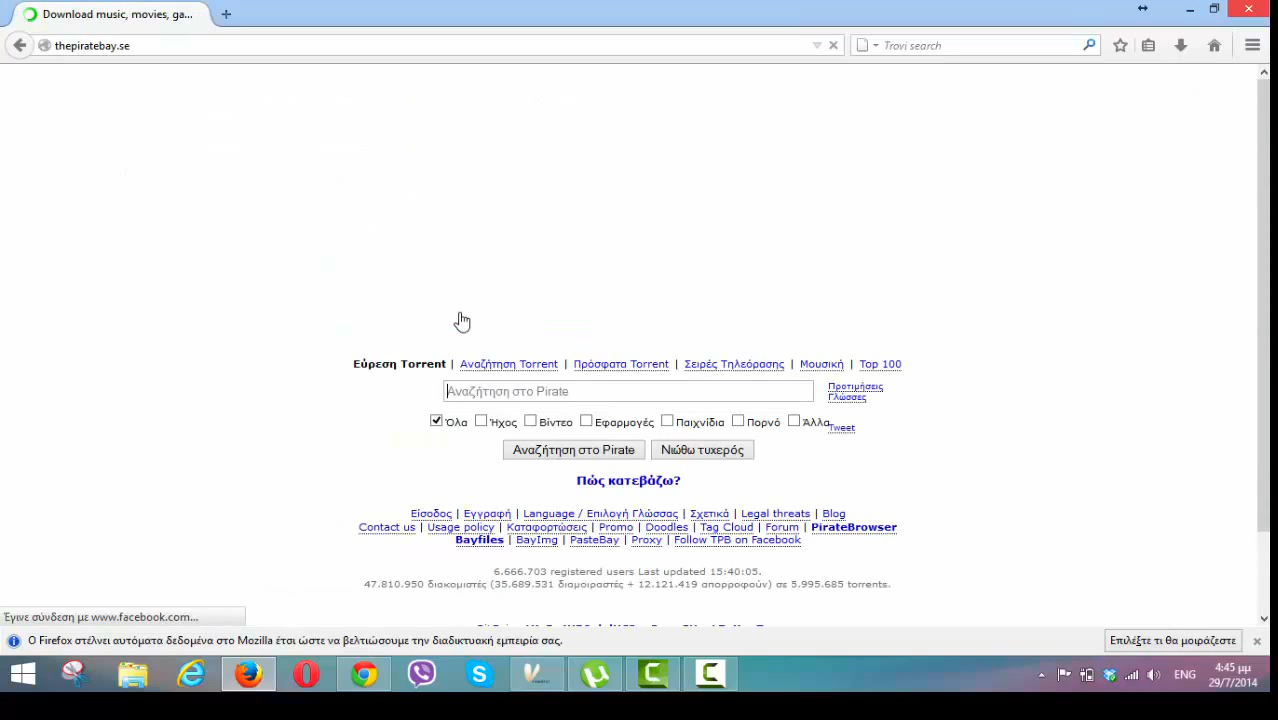 Download music, movies, ga...
thepiratebay.se
Trovi search
Εύρεση Torrent | Αναζήτηση Torrent | Πρόσφατα Torrent | Σειρές Τηλεόρασης | Μουσική | Top 100
Αναζήτηση στο Pirate
Προτιμήσεις
Γλώσσες
Όλα Ήχος Βίντεο Εφαρμογές Παιχνίδια Πορνό Άλλα
Tweet
Αναζήτηση στο Pirate Νιώθω τυχερός
Πώς κατεβάζω?
Είσοδος | Εγγραφή | Language / Επιλογή Γλώσσας | Σχετικά | Legal threats | Blog
Contact us | Usage policy | Καταφορτώσεις | Promo | Doodles | Tag Cloud | Forum | PirateBrowser
Bayfiles | BayImg | PasteBay | Proxy | Follow TPB on Facebook
6.666.703 registered users Last updated 15:40:05.
47.810.950 διακομιστές (35.689.531 διαμοιραστές + 12.121.419 απορροφούν) σε 5.995.685 torrents.
Έγινε σύνδεση με www.facebook.com...
Ο Firefox στέλνει αυτόματα δεδομένα στο Mozilla έτσι ώστε να βελτιώσουμε την διαδικτυακή εμπειρία σας.
Επιλέξτε τι θα μοιράζεστε
ENG
4:45 μμ
29/7/2014